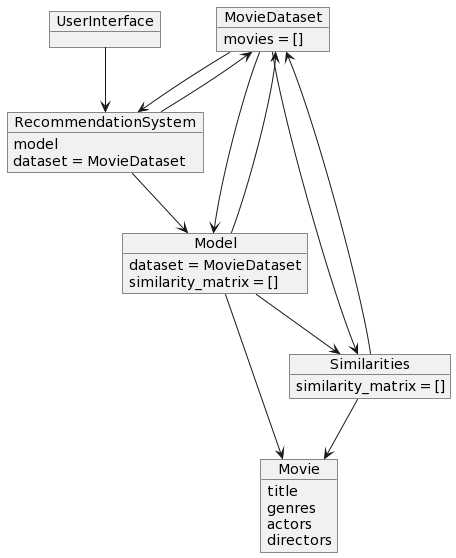 UserInterface
MovieDataset
movies = []
RecommendationSystem
model
dataset = MovieDataset
Model
dataset = MovieDataset
similarity_matrix = []
Similarities
similarity_matrix = []
Movie
title
genres
actors
directors